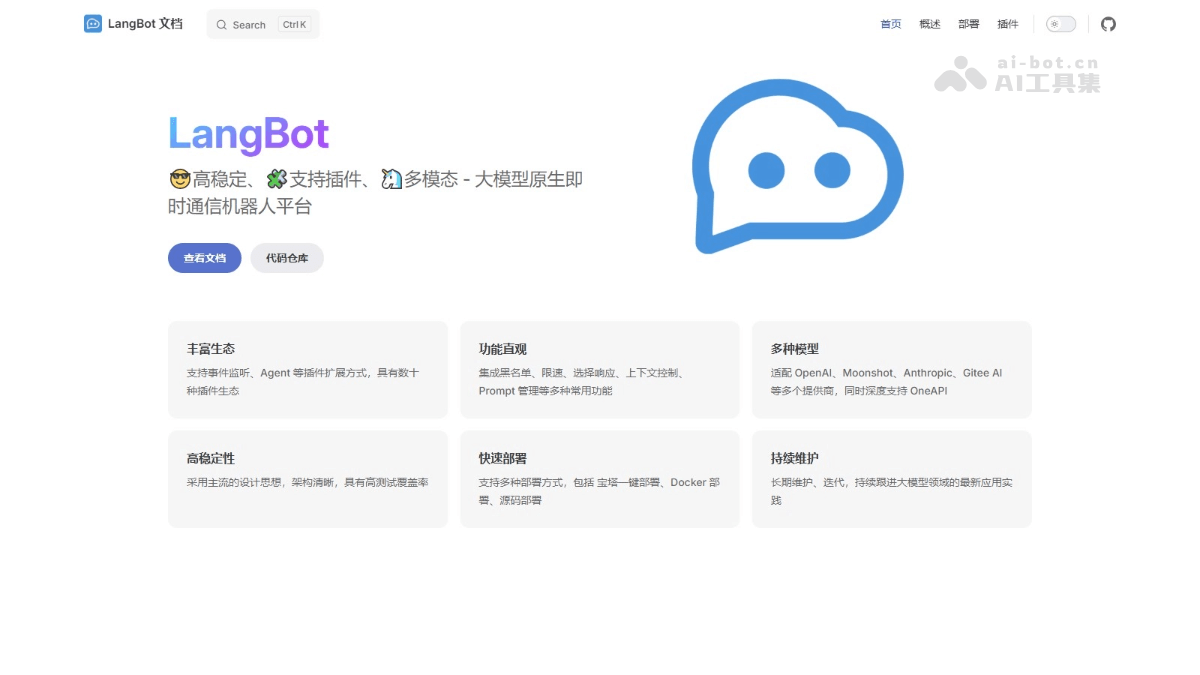 LangBot 文档
Search
Ctrl K
首页
概述
部署
插件
ai-bot.cn
AI工具集
LangBot
😎高稳定、🧩支持插件、🦄多模态 - 大模型原生即
时通信机器人平台
查看文档
代码仓库
丰富生态
支持事件监听、Agent 等插件扩展方式，具有数十
种插件生态
功能直观
集成黑名单、限速、选择响应、上下文控制、
Prompt 管理等多种常用功能
多种模型
适配 OpenAI、Moonshot、Anthropic、Gitee AI
等多个提供商，同时深度支持 OneAPI
高稳定性
采用主流的设计思想，架构清晰，具有高测试覆盖率
快速部署
支持多种部署方式，包括 宝塔一键部署、Docker 部
署、源码部署
持续维护
长期维护、迭代，持续跟进大模型领域的最新应用实
践